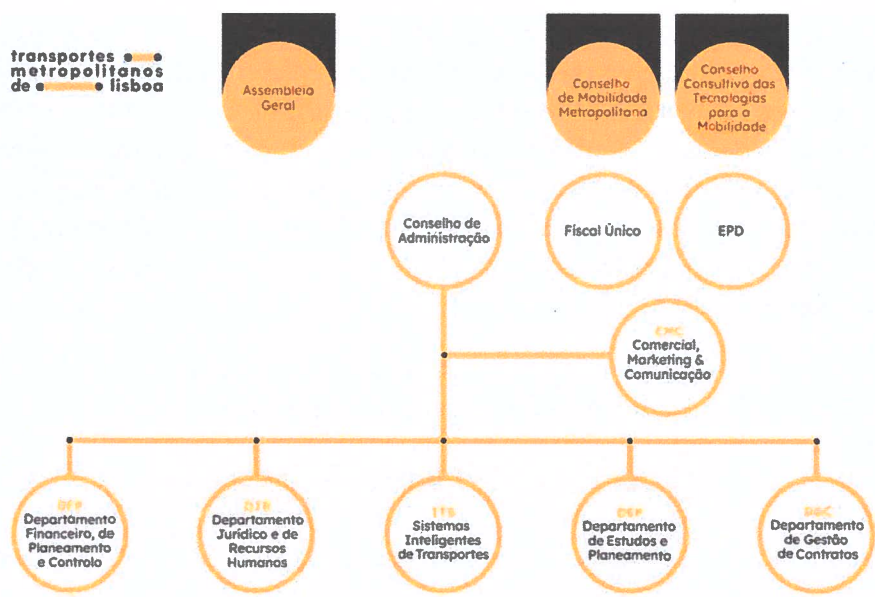 transportes
metropolitanos
de lisboa
Assembleia
Geral
Conselho
de Mobilidade
Metropolitana
Conselho
Consultivo das
Tecnologias
para a
Mobilidade
Conselho de
Administração
Fiscal Único
EPD
CMC
Comercial,
Marketing &
Comunicação
DFP
Departamento
Financeiro, de
Planeamento
e Controlo
DJR
Departamento
Jurídico e de
Recursos
Humanos
ITS
Sistemas
Inteligentes
de Transportes
DEP
Departamento
de Estudos e
Planeamento
DGC
Departamento
de Gestão
de Contratos